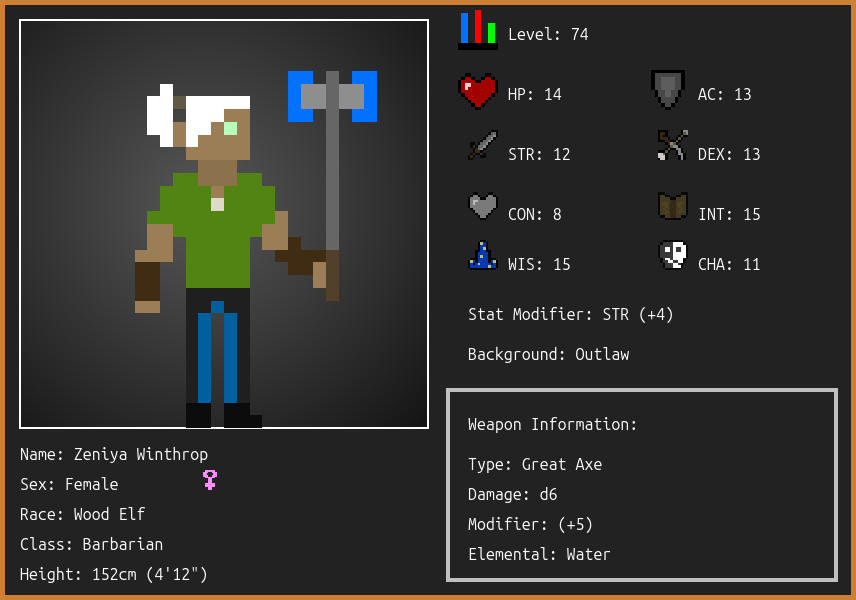 Level: 74
HP: 14
AC: 13
STR: 12
DEX: 13
CON: 8
INT: 15
WIS: 15
CHA: 11
Stat Modifier: STR (+4)
Background: Outlaw
Weapon Information:
Type: Great Axe
Damage: d6
Modifier: (+5)
Elemental: Water
Name: Zeniya Winthrop
Sex: Female
Race: Wood Elf
Class: Barbarian
Height: 152cm (4'12")